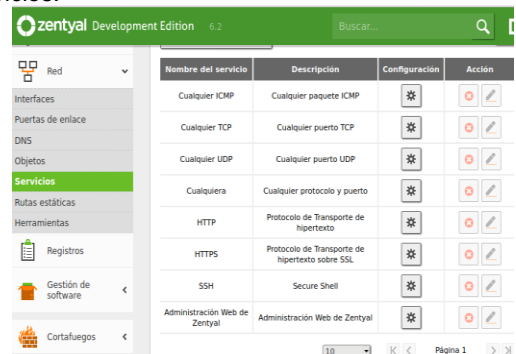 zentyal Development Edition 6.2
Buscar...
Red
Interfaces
Puertas de enlace
DNS
Objetos
Servicios
Rutas estáticas
Herramientas
Registros
Gestión de
software
Cortafuegos
Nombre del servicio Descripción Configuración Acción
Cualquier ICMP Cualquier paquete ICMP
Cualquier TCP Cualquier puerto TCP
Cualquier UDP Cualquier puerto UDP
Cualquiera Cualquier protocolo y puerto
HTTP Protocolo de Transporte de
hipertexto
HTTPS Protocolo de Transporte de
hipertexto sobre SSL
SSH Secure Shell
Administración Web de
Zentyal Administración Web de Zentyal
10 Página 1